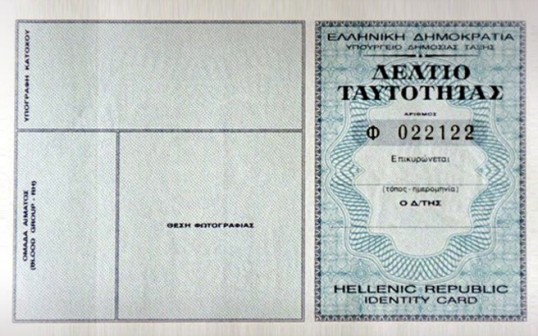 ΥΠΟΓΡΑΦΗ ΚΑΤΟΧΟΥ
ΟΜΑΔΑ ΑΙΜΑΤΟΣ
(BLOOD GROUP - RH)
ΘΕΣΗ ΦΩΤΟΓΡΑΦΙΑΣ
ΕΛΛΗΝΙΚΗ ΔΗΜΟΚΡΑΤΙΑ
ΥΠΟΥΡΓΕΙΟ ΔΗΜΟΣΙΑΣ ΤΑΞΗΣ
ΔΕΛΤΙΟ
ΤΑΥΤΟΤΗΤΑΣ
ΑΡΙΘΜΟΣ
Φ 022122
Επικυρώνεται
(τόπος - ημερομηνία)
Ο Δ/ΤΗΣ
HELLENIC REPUBLIC
IDENTITY CARD